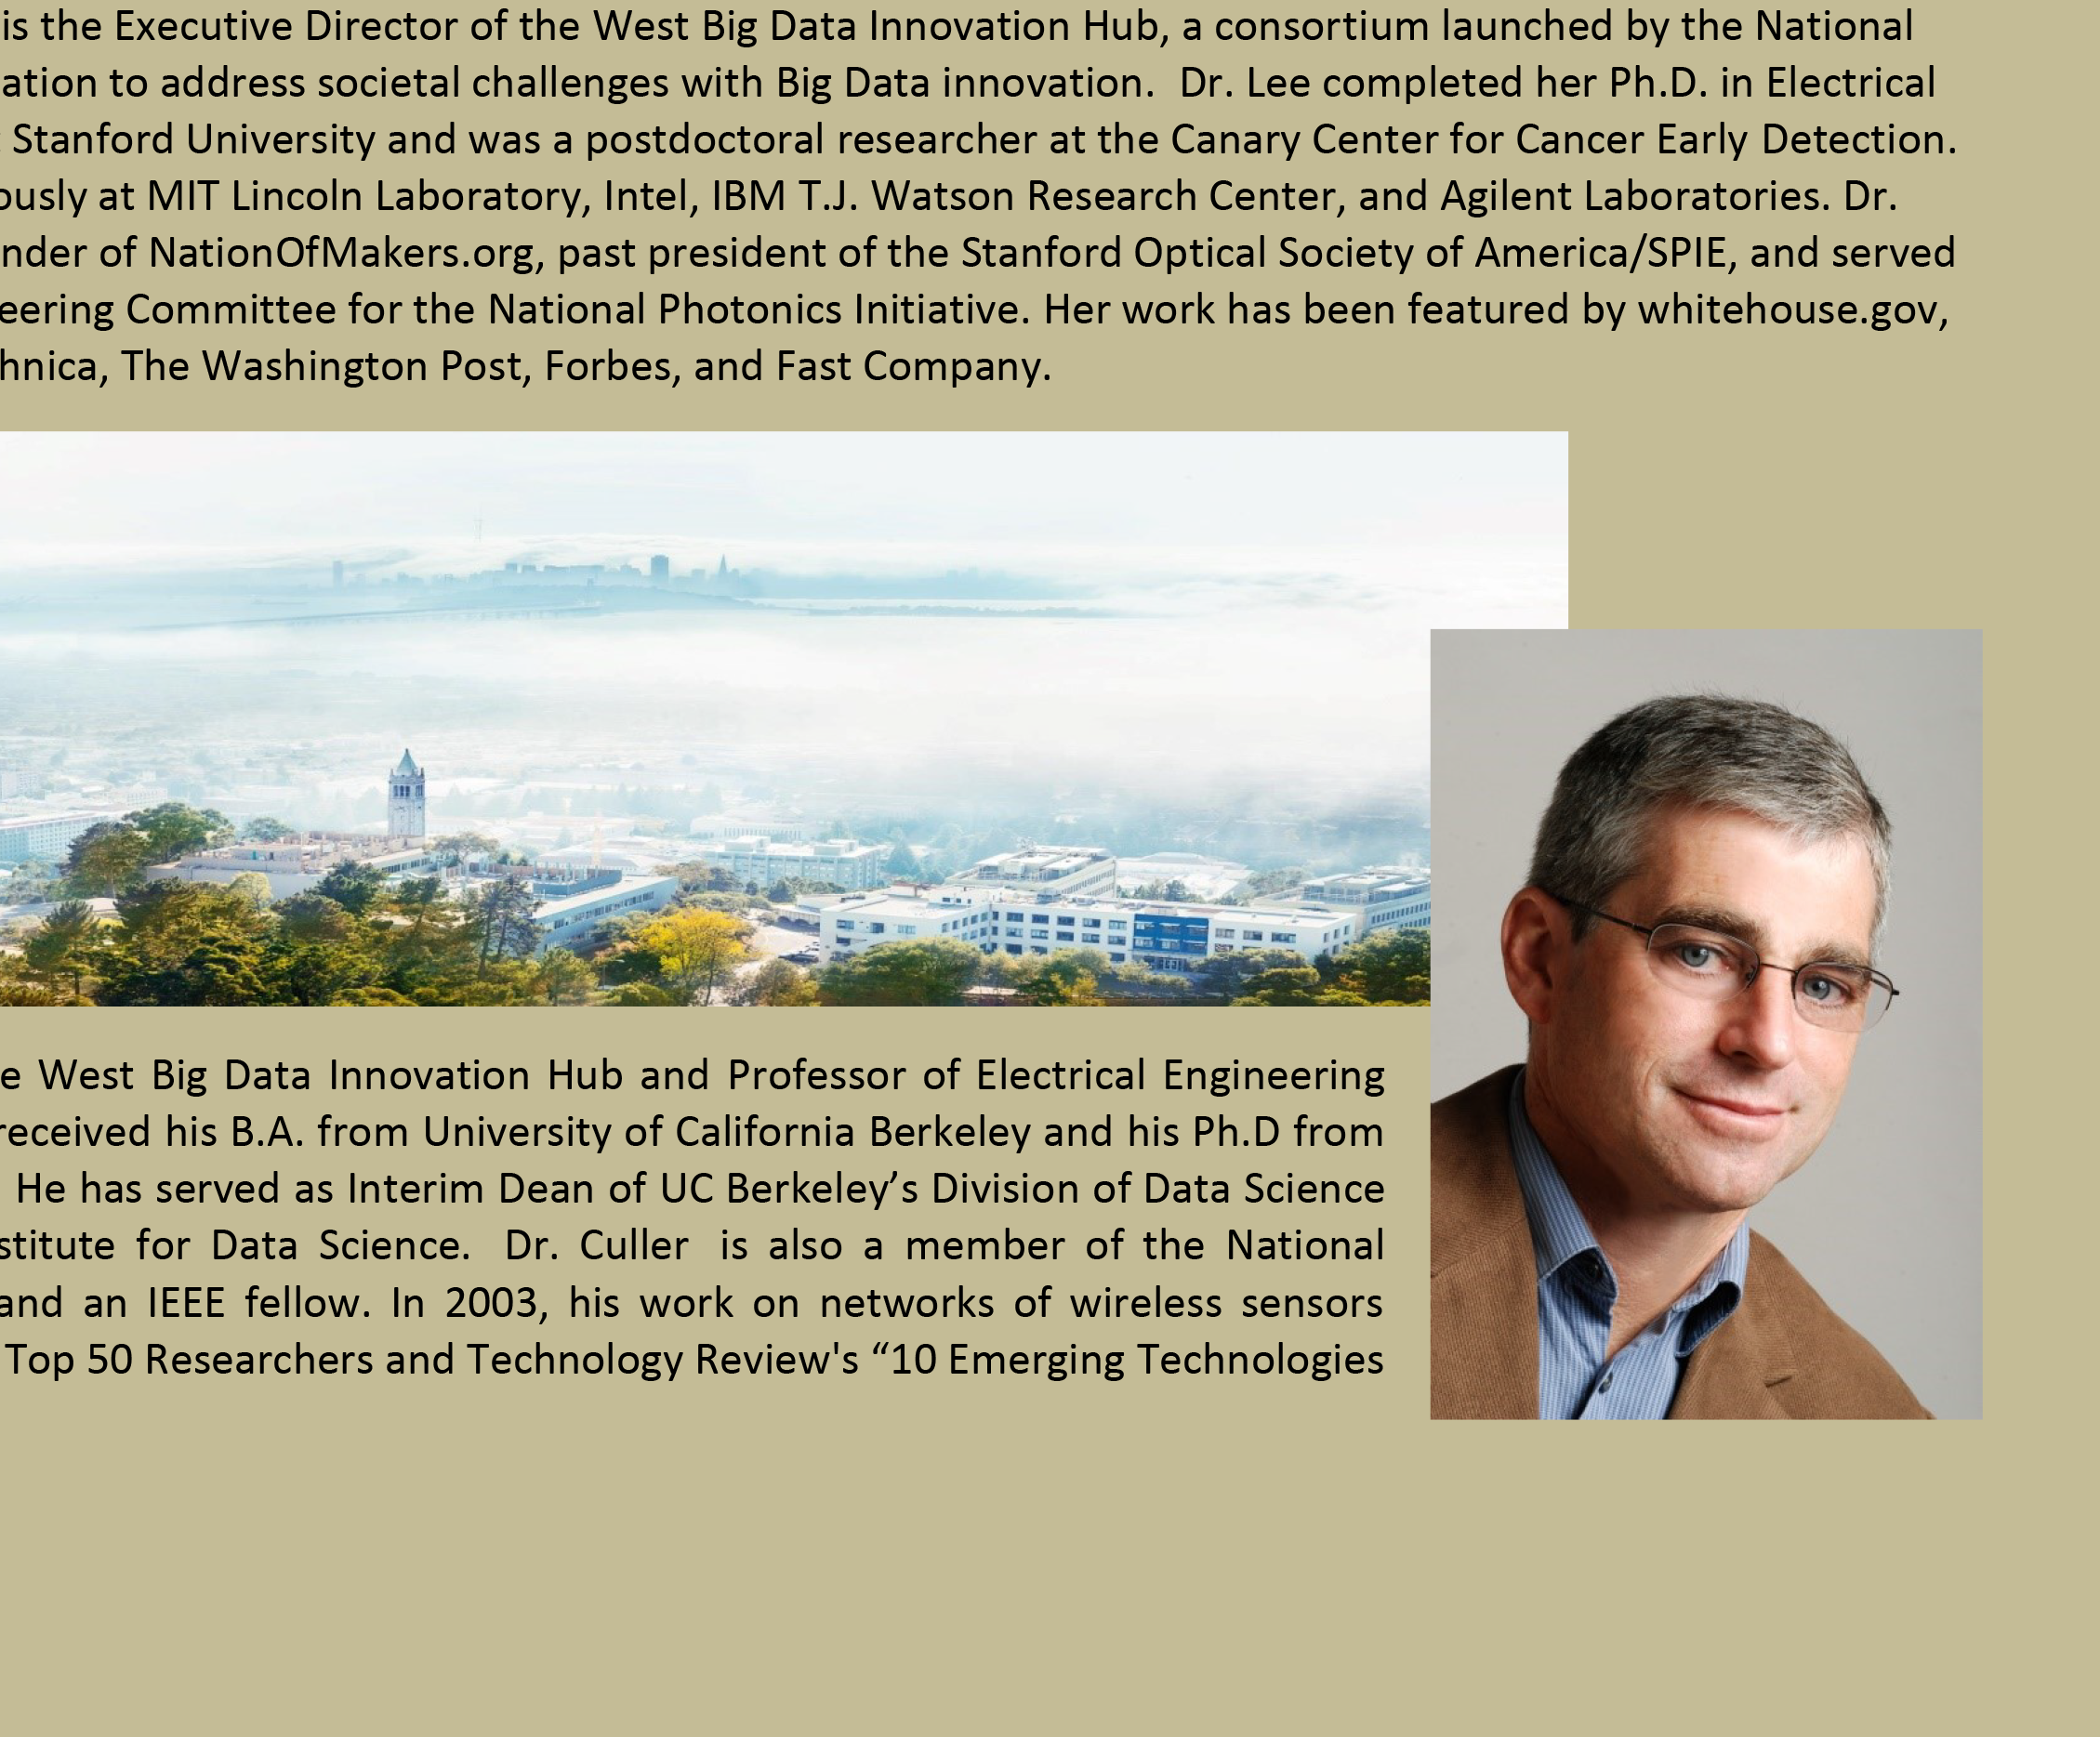 is the Executive Director of the West Big Data Innovation Hub, a consortium launched by the National
ation to address societal challenges with Big Data innovation. Dr. Lee completed her Ph.D. in Electrical
Stanford University and was a postdoctoral researcher at the Canary Center for Cancer Early Detection.
ously at MIT Lincoln Laboratory, Intel, IBM T.J. Watson Research Center, and Agilent Laboratories. Dr.
nder of NationOfMakers.org, past president of the Stanford Optical Society of America/SPIE, and served
eering Committee for the National Photonics Initiative. Her work has been featured by whitehouse.gov,
hnica, The Washington Post, Forbes, and Fast Company.
e West Big Data Innovation Hub and Professor of Electrical Engineering
received his B.A. from University of California Berkeley and his Ph.D from
He has served as Interim Dean of UC Berkeley’s Division of Data Science
stitute for Data Science. Dr. Culler is also a member of the National
and an IEEE fellow. In 2003, his work on networks of wireless sensors
Top 50 Researchers and Technology Review's “10 Emerging Technologies